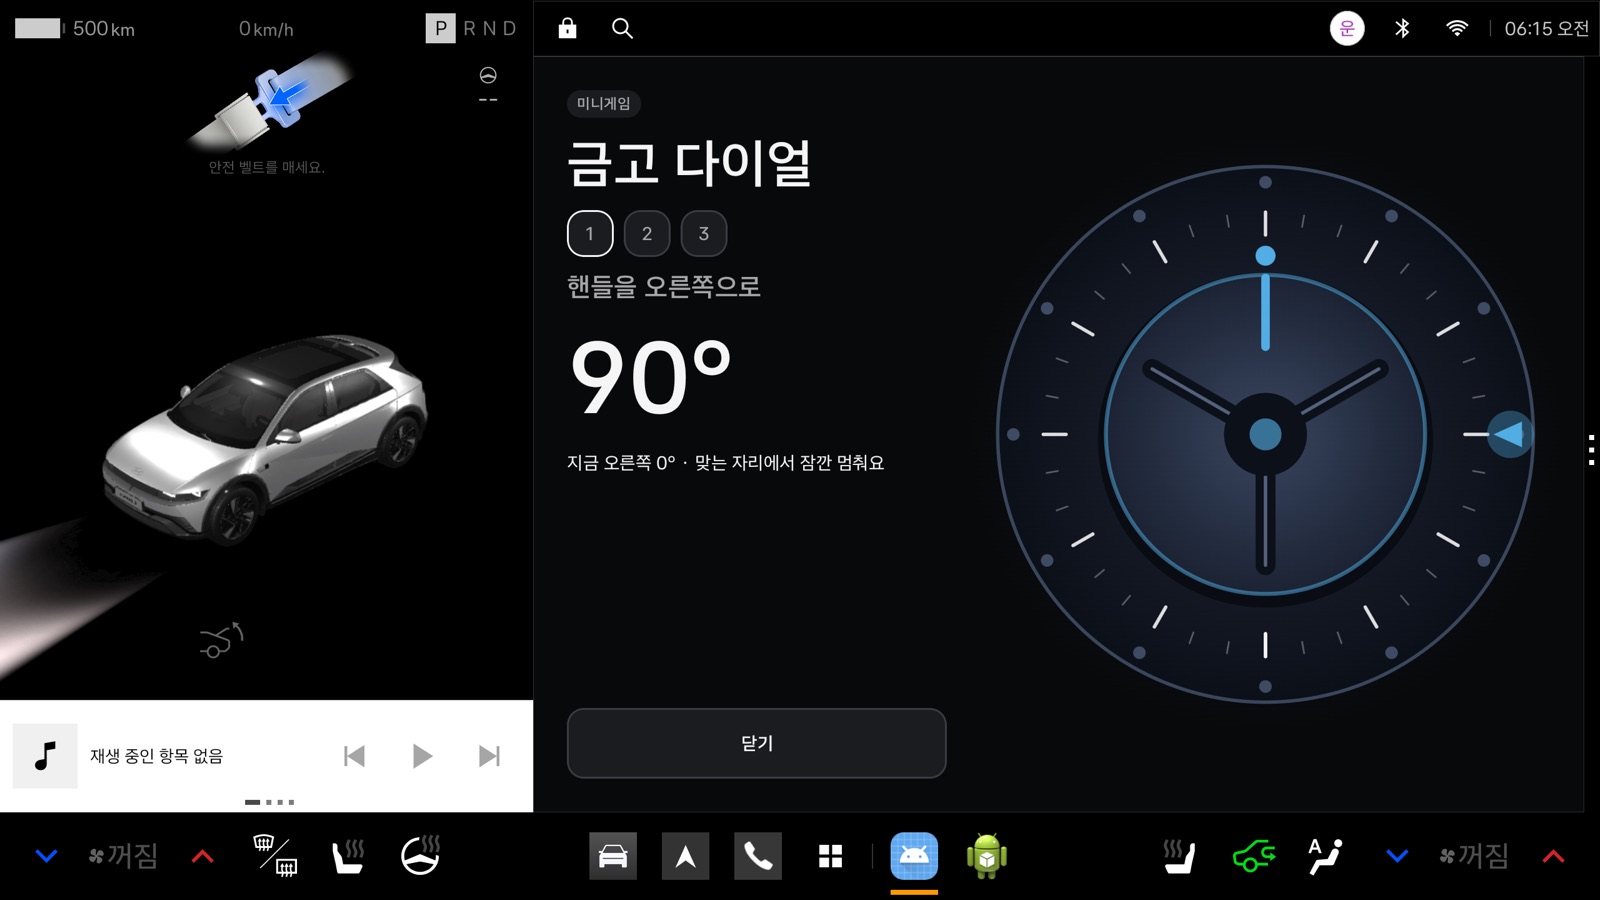 500 km
0 km/h
P R N D
--
안전 벨트를 매세요.
재생 중인 항목 없음
운
06:15 오전
미니게임
금고 다이얼
1 2 3
핸들을 오른쪽으로
90°
지금 오른쪽 0° · 맞는 자리에서 잠깐 멈춰요
닫기
꺼짐
A
꺼짐